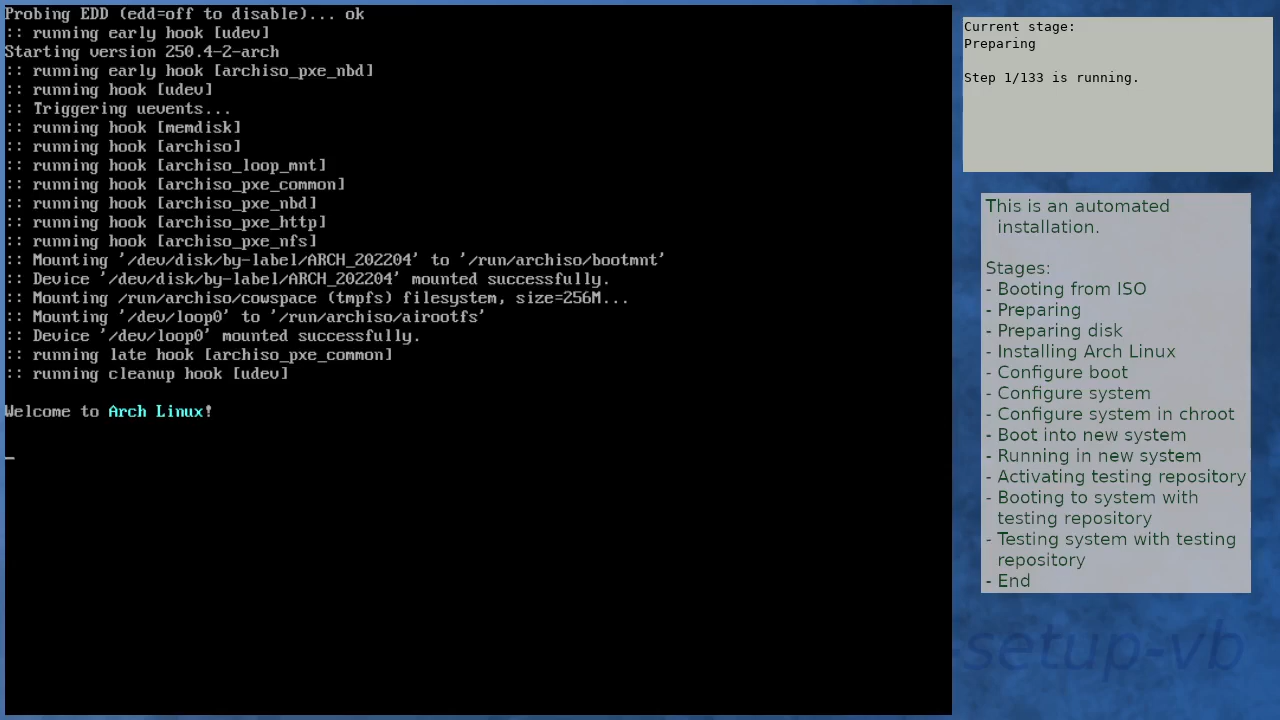 Probing EDD (edd=off to disable)... ok
:: running early hook [udev]
Starting version 250.4-2-arch
:: running early hook [archiso_pxe_nbd]
:: running hook [udev]
:: Triggering uevents...
:: running hook [memdisk]
:: running hook [archiso]
:: running hook [archiso_loop_mnt]
:: running hook [archiso_pxe_common]
:: running hook [archiso_pxe_nbd]
:: running hook [archiso_pxe_http]
:: running hook [archiso_pxe_nfs]
:: Mounting '/dev/disk/by-label/ARCH_202204' to '/run/archiso/bootmnt'
:: Device '/dev/disk/by-label/ARCH_202204' mounted successfully.
:: Mounting /run/archiso/cowspace (tmpfs) filesystem, size=256M...
:: Mounting '/dev/loop0' to '/run/archiso/airootfs'
:: Device '/dev/loop0' mounted successfully.
:: running late hook [archiso_pxe_common]
:: running cleanup hook [udev]
Welcome to Arch Linux!
Current stage:
Preparing
Step 1/133 is running.
This is an automated
installation.
Stages:
- Booting from ISO
- Preparing
- Preparing disk
- Installing Arch Linux
- Configure boot
- Configure system
- Configure system in chroot
- Boot into new system
- Running in new system
- Activating testing repository
- Booting to system with
testing repository
- Testing system with testing
repository
- End
-setup-vb